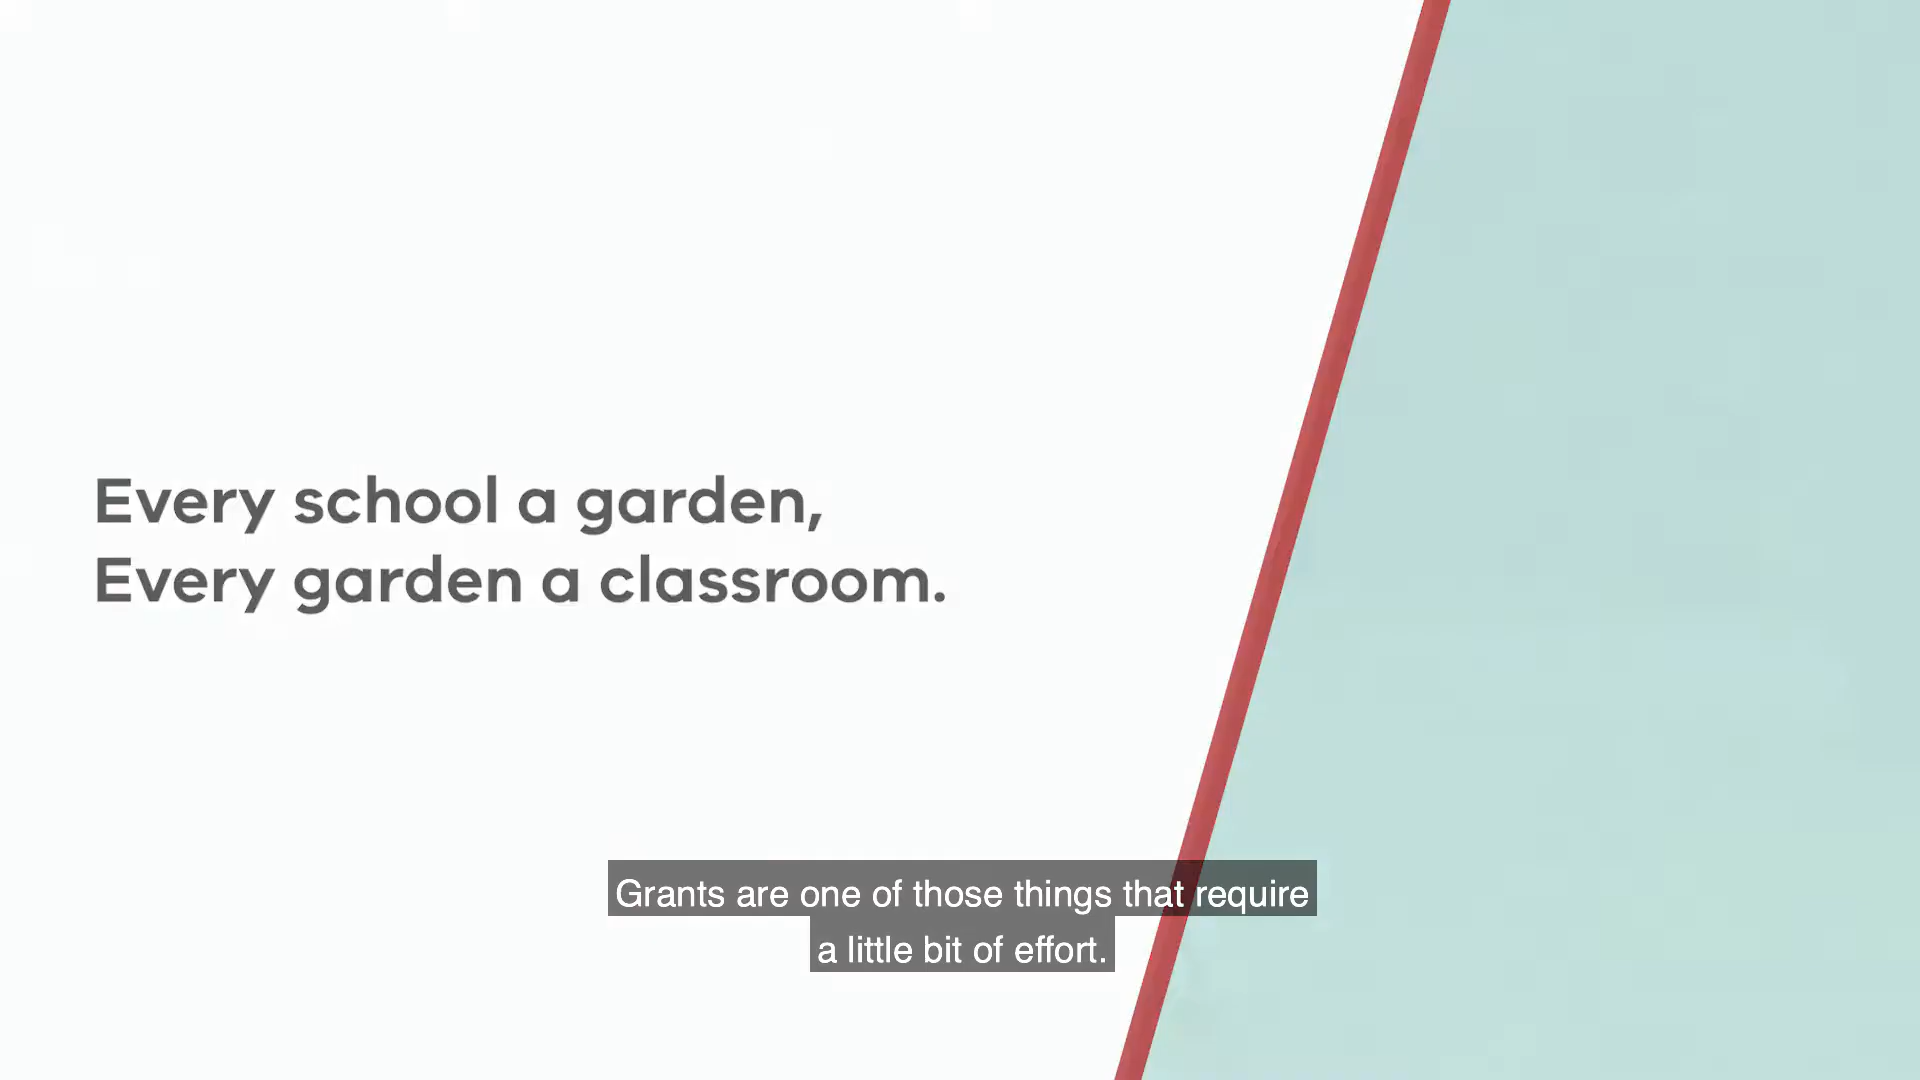 Every school a garden,
Every garden a classroom.
Grants are one of those things that require
a little bit of effort.